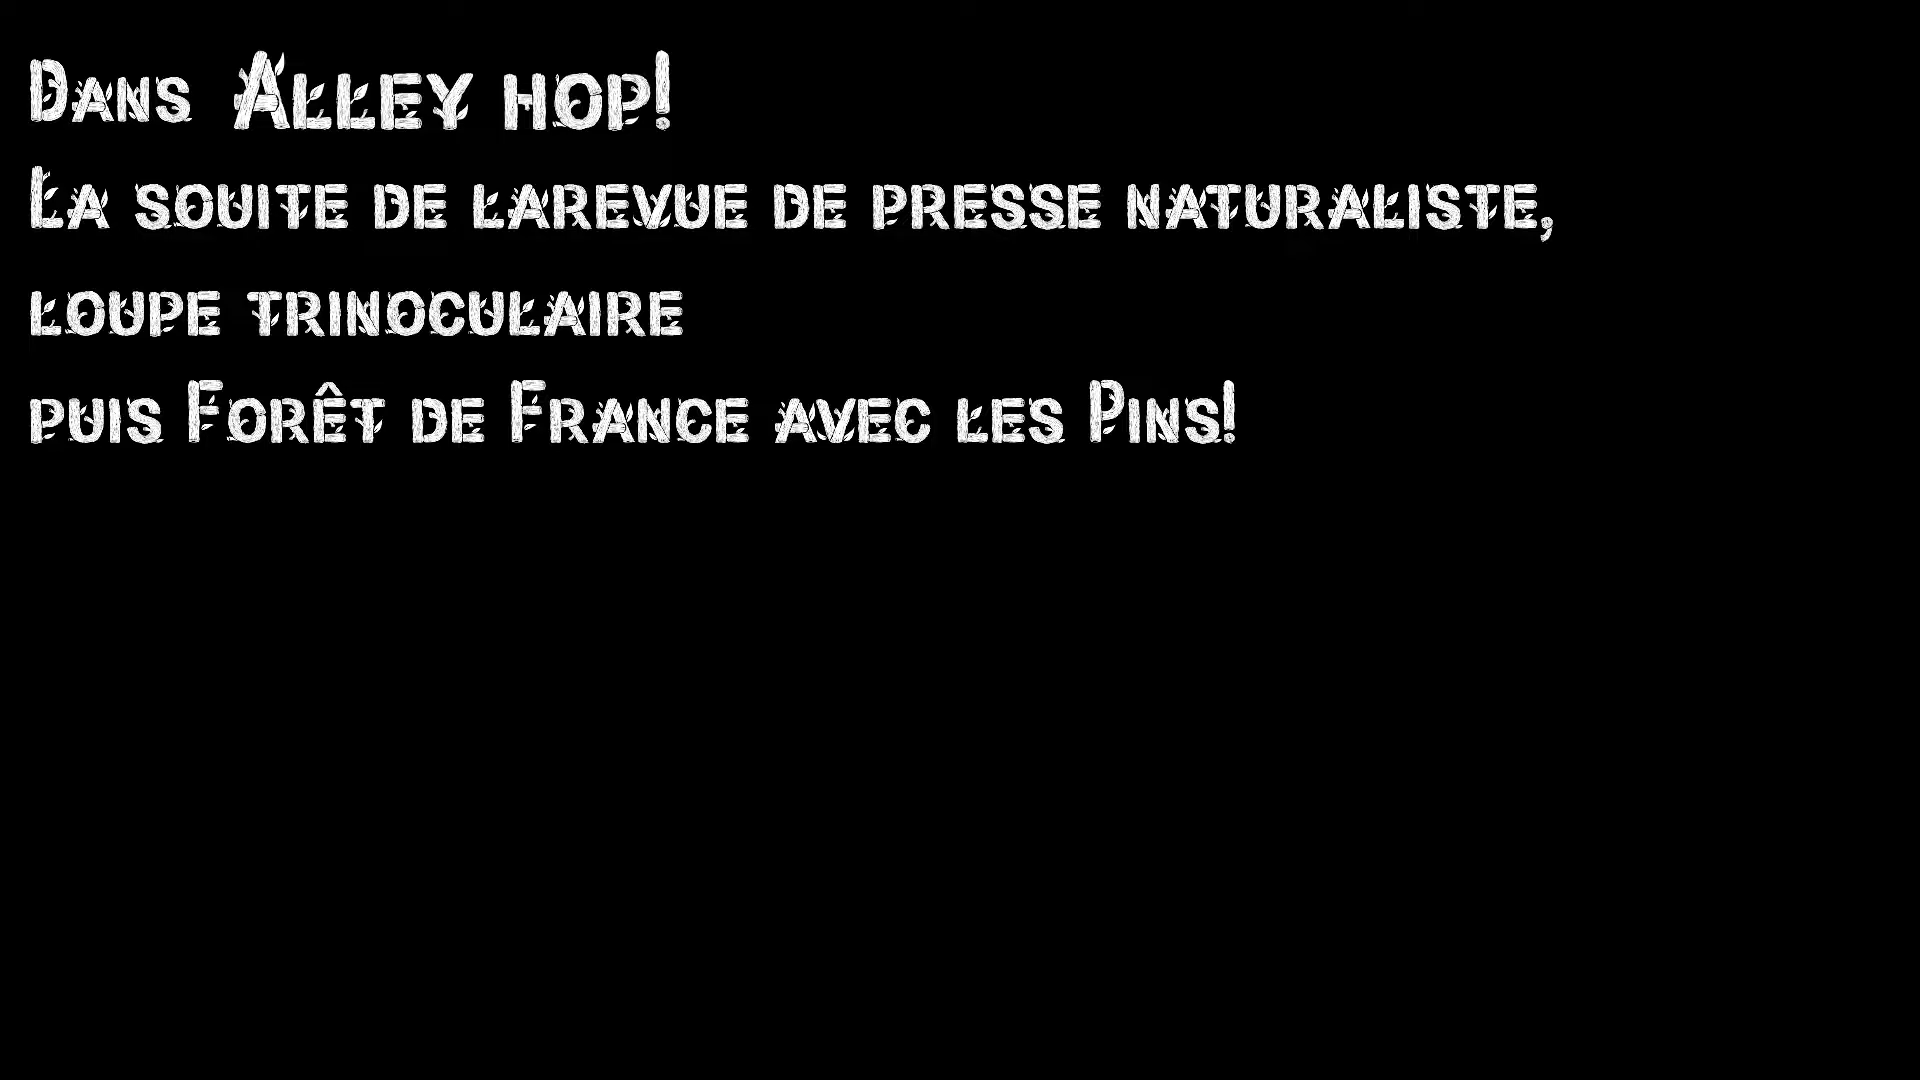 Dans Alley hop!
La souite de larevue de presse naturaliste,
loupe trinoculaire
puis Forêt de France avec les Pins!